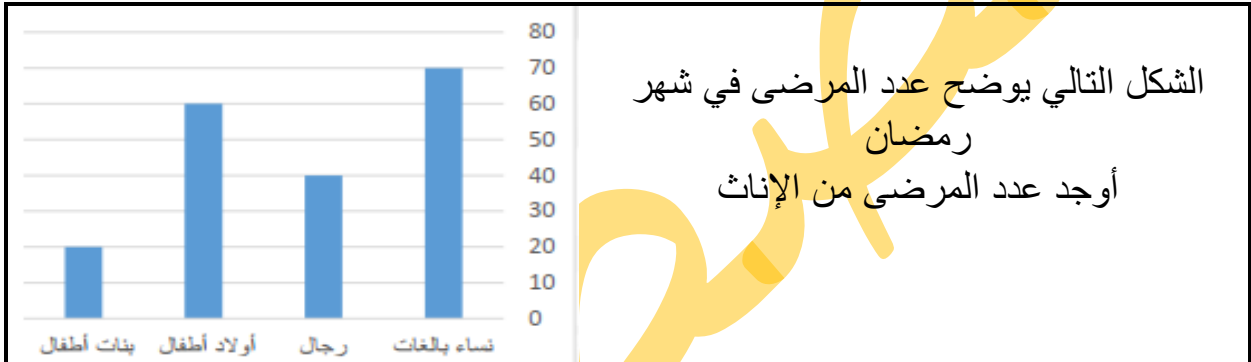 الشكل التالي يوضح عدد المرضى في شهر
رمضان
أوجد عدد المرضى من الإناث
80
70
60
50
40
30
20
10
0
نساء بالغات
رجال
أولاد أطفال
بنات أطفال